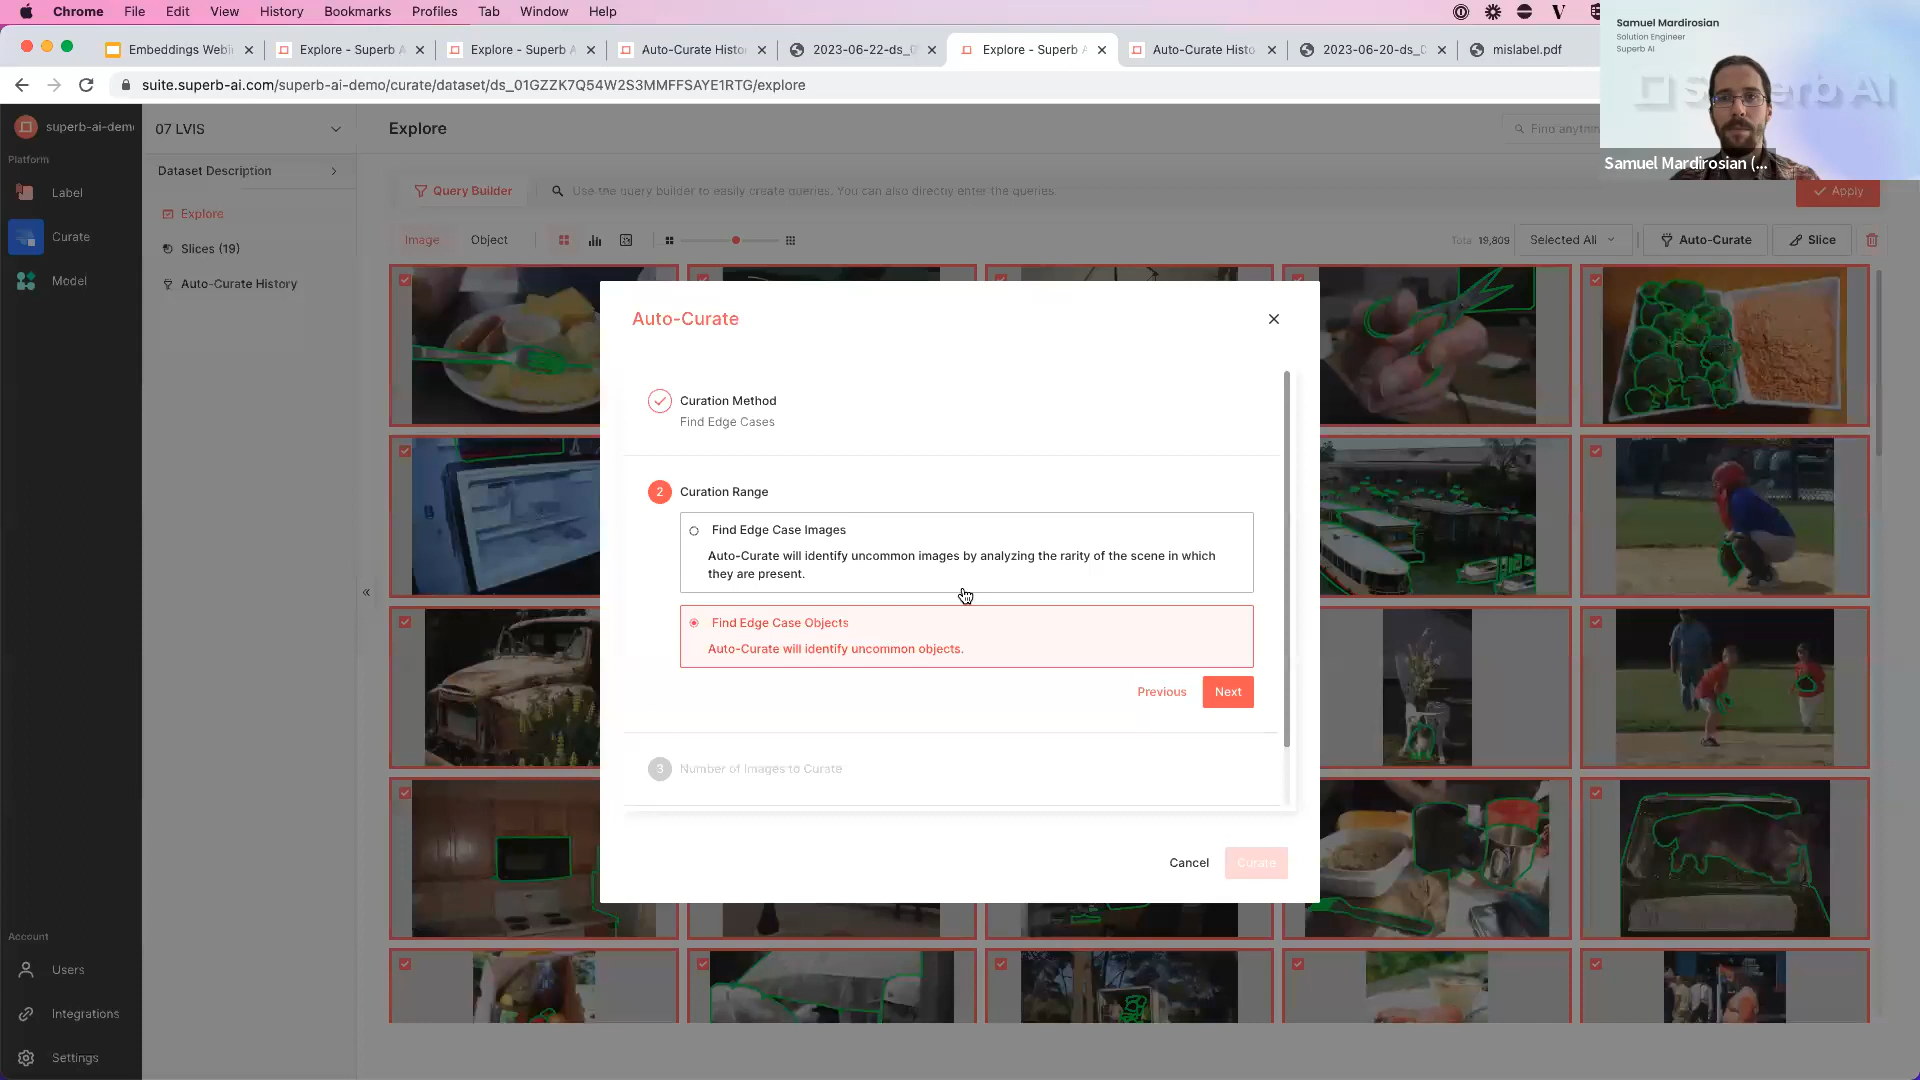 Chrome File Edit View History Bookmarks Profiles Tab Window Help
Embeddings Webi
Explore - Superb A
Explore - Superb A
Auto-Curate Histo
2023-06-22-ds_0
Explore - Superb A
Auto-Curate Histo
2023-06-20-ds_0
mislabel.pdf
suite.superb-ai.com/superb-ai-demo/curate/dataset/ds_01GZZK7Q54W2S3MMFFSAYE1RTG/explore
Samuel Mardirosian
Solution Engineer
Superb AI
Samuel Mardirosian (...
superb-ai-demo
Platform
Label
Curate
Model
Account
Users
Integrations
Settings
07 LVIS
Dataset Description
Explore
Slices (19)
Auto-Curate History
Explore
Find anything
Query Builder
Use the query builder to easily create queries. You can also directly enter the queries.
Apply
Image
Object
Total 19,809
Selected All
Auto-Curate
Slice
Auto-Curate
Curation Method
Find Edge Cases
2 Curation Range
Find Edge Case Images
Auto-Curate will identify uncommon images by analyzing the rarity of the scene in which
they are present.
Find Edge Case Objects
Auto-Curate will identify uncommon objects.
Previous
Next
3 Number of Images to Curate
Cancel
Curate